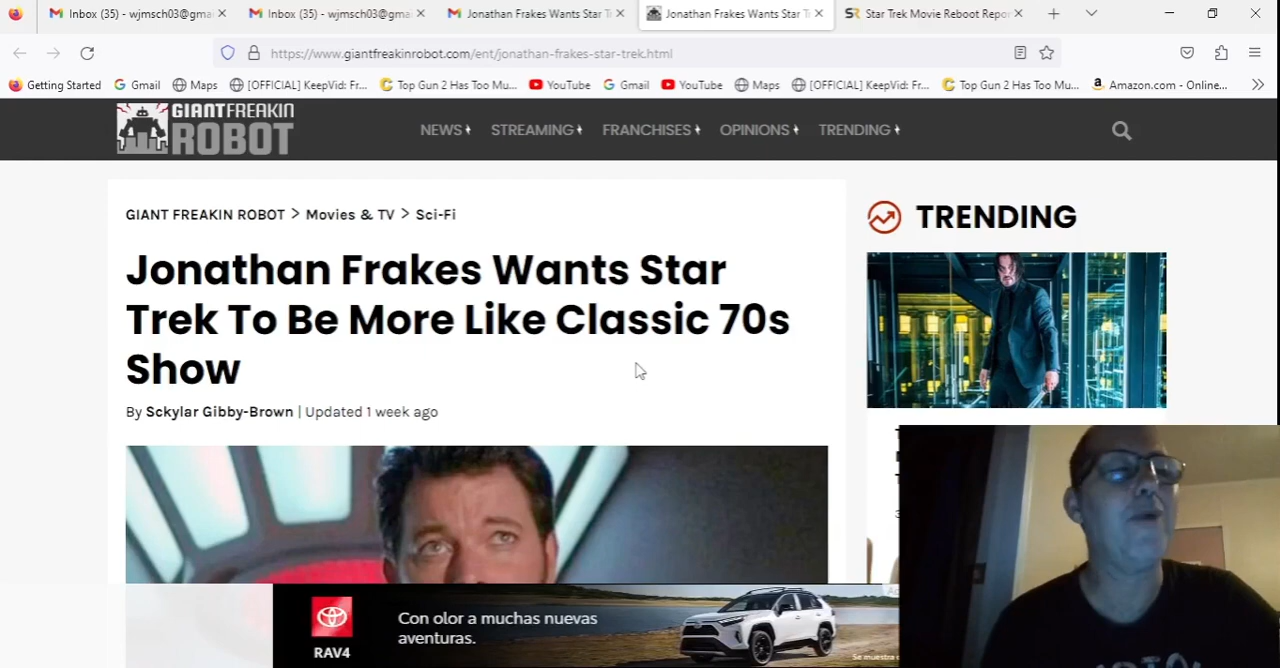 Inbox (35) - wjmsch03@gmai
Inbox (35) - wjmsch03@gmai
Jonathan Frakes Wants Star T
Jonathan Frakes Wants Star T
SR Star Trek Movie Reboot Repor
https://www.giantfreakinrobot.com/ent/jonathan-frakes-star-trek.html
Getting Started
Gmail
Maps
[OFFICIAL] KeepVid: Fr...
Top Gun 2 Has Too Mu...
YouTube
Gmail
YouTube
Maps
[OFFICIAL] KeepVid: Fr...
Top Gun 2 Has Too Mu...
Amazon.com - Online...
GIANTFREAKIN
ROBOT
NEWS
STREAMING
FRANCHISES
OPINIONS
TRENDING
GIANT FREAKIN ROBOT > Movies & TV > Sci-Fi
Jonathan Frakes Wants Star
Trek To Be More Like Classic 70s
Show
By Sckylar Gibby-Brown | Updated 1 week ago
TRENDING
Con olor a muchas nuevas
aventuras.
RAV4